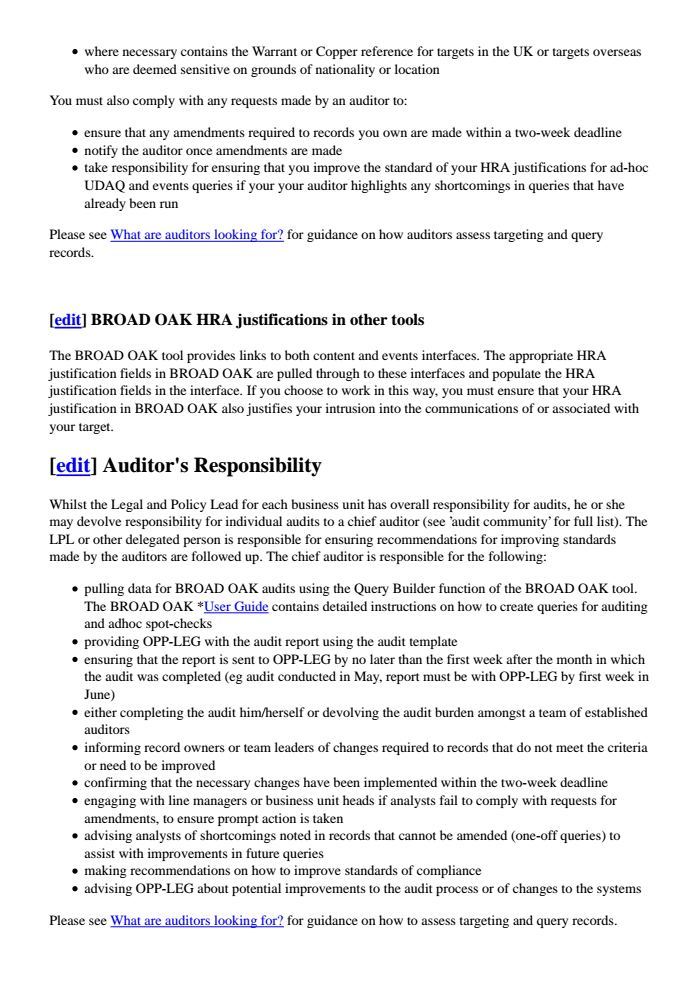 • where necessary contains the Warrant or Copper reference for targets in the UK or targets overseas
who are deemed sensitive on grounds of nationality or location
You must also comply with any requests made by an auditor to:
• ensure that any amendments required to records you own are made within a two-week deadline
• notify the auditor once amendments are made
• take responsibility for ensuring that you improve the standard of your HRA justifications for ad-hoc
UDAQ and events queries if your your auditor highlights any shortcomings in queries that have
already been run
Please see What are auditors looking for? for guidance on how auditors assess targeting and query
records.
[edit] BROAD OAK HRA justifications in other tools
The BROAD OAK tool provides links to both content and events interfaces. The appropriate HRA
justification fields in BROAD OAK are pulled through to these interfaces and populate the HRA
justification fields in the interface. If you choose to work in this way, you must ensure that your HRA
justification in BROAD OAK also justifies your intrusion into the communications of or associated with
your target.
[edit] Auditor's Responsibility
Whilst the Legal and Policy Lead for each business unit has overall responsibility for audits, he or she
may devolve responsibility for individual audits to a chief auditor (see 'audit community' for full list). The
LPL or other delegated person is responsible for ensuring recommendations for improving standards
made by the auditors are followed up. The chief auditor is responsible for the following:
• pulling data for BROAD OAK audits using the Query Builder function of the BROAD OAK tool.
The BROAD OAK *User Guide contains detailed instructions on how to create queries for auditing
and adhoc spot-checks
• providing OPP-LEG with the audit report using the audit template
• ensuring that the report is sent to OPP-LEG by no later than the first week after the month in which
the audit was completed (eg audit conducted in May, report must be with OPP-LEG by first week in
June)
• either completing the audit him/herself or devolving the audit burden amongst a team of established
auditors
• informing record owners or team leaders of changes required to records that do not meet the criteria
or need to be improved
• confirming that the necessary changes have been implemented within the two-week deadline
• engaging with line managers or business unit heads if analysts fail to comply with requests for
amendments, to ensure prompt action is taken
• advising analysts of shortcomings noted in records that cannot be amended (one-off queries) to
assist with improvements in future queries
• making recommendations on how to improve standards of compliance
• advising OPP-LEG about potential improvements to the audit process or of changes to the systems
Please see What are auditors looking for? for guidance on how to assess targeting and query records.